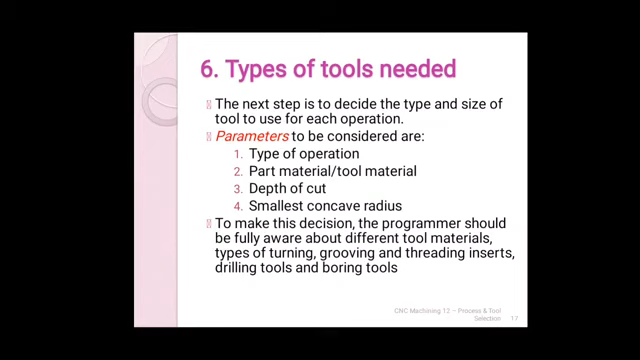 6. Types of tools needed
The next step is to decide the type and size of
tool to use for each operation.
Parameters to be considered are:
1. Type of operation
2. Part material/tool material
3. Depth of cut
4. Smallest concave radius
To make this decision, the programmer should
be fully aware about different tool materials,
types of turning, grooving and threading inserts,
drilling tools and boring tools
CNC Machining T2 – Process & Tool
Selection 17